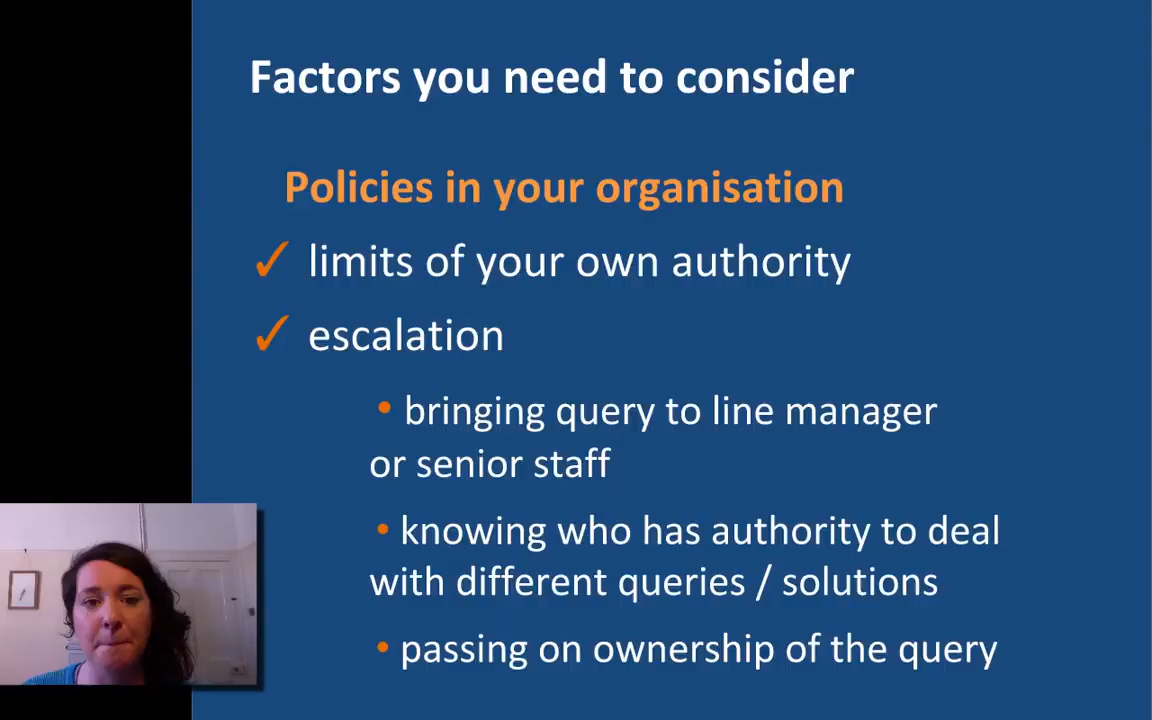 Factors you need to consider
Policies in your organisation
✓ limits of your own authority
✓ escalation
• bringing query to line manager
or senior staff
• knowing who has authority to deal
with different queries / solutions
• passing on ownership of the query